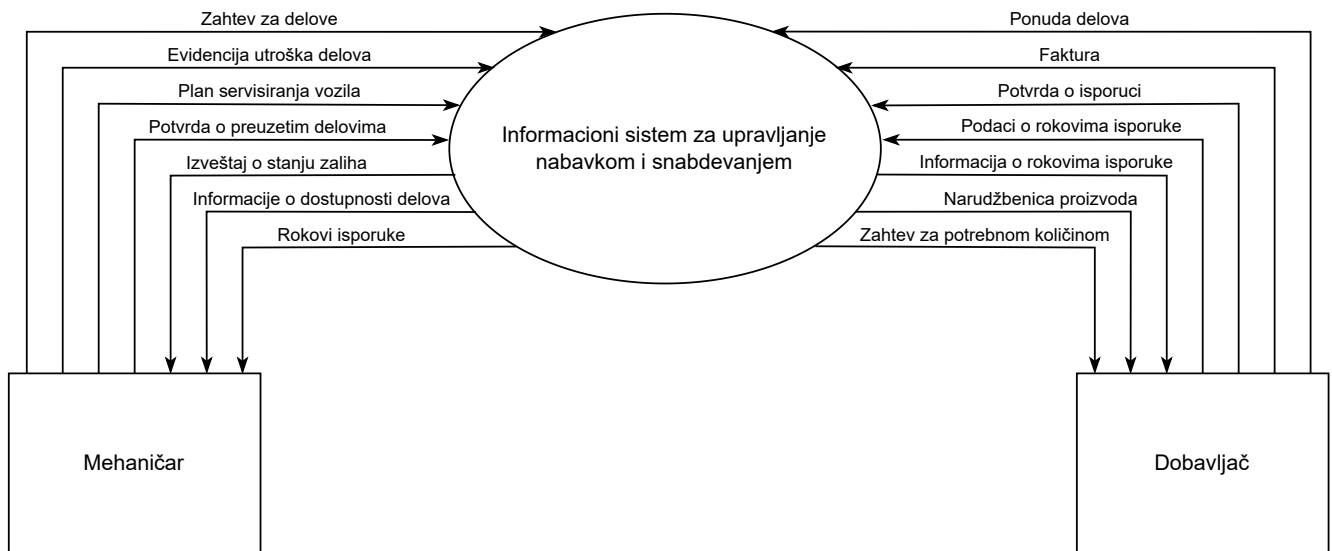 Zahtev za delove
Evidencija utroška delova
Plan servisiranja vozila
Potvrda o preuzetim delovima
Izveštaj o stanju zaliha
Informacije o dostupnosti delova
Rokovi isporuke
Informacioni sistem za upravljanje
nabavkom i snabdevanjem
Ponuda delova
Faktura
Potvrda o isporuci
Podaci o rokovima isporuke
Informacija o rokovima isporuke
Narudžbenica proizvoda
Zahtev za potrebnom količinom
Mehaničar
Dobavljač